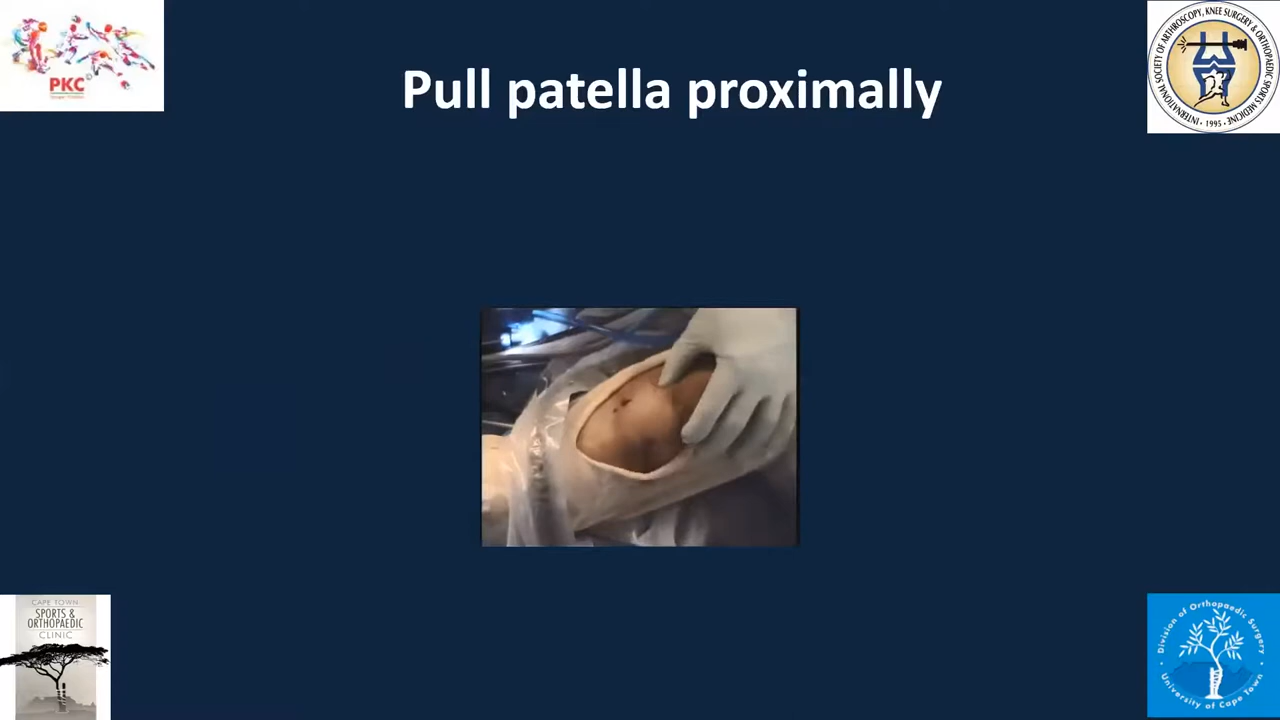 Pull patella proximally
PKC
INTERNATIONAL SOCIETY OF ARTHROSCOPY, KNEE SURGERY & ORTHOPAEDIC SPORTS MEDICINE
· 1995 ·
CAPE TOWN
SPORTS &
ORTHOPAEDIC
CLINIC
Division of Orthopaedic Surgery
University of Cape Town